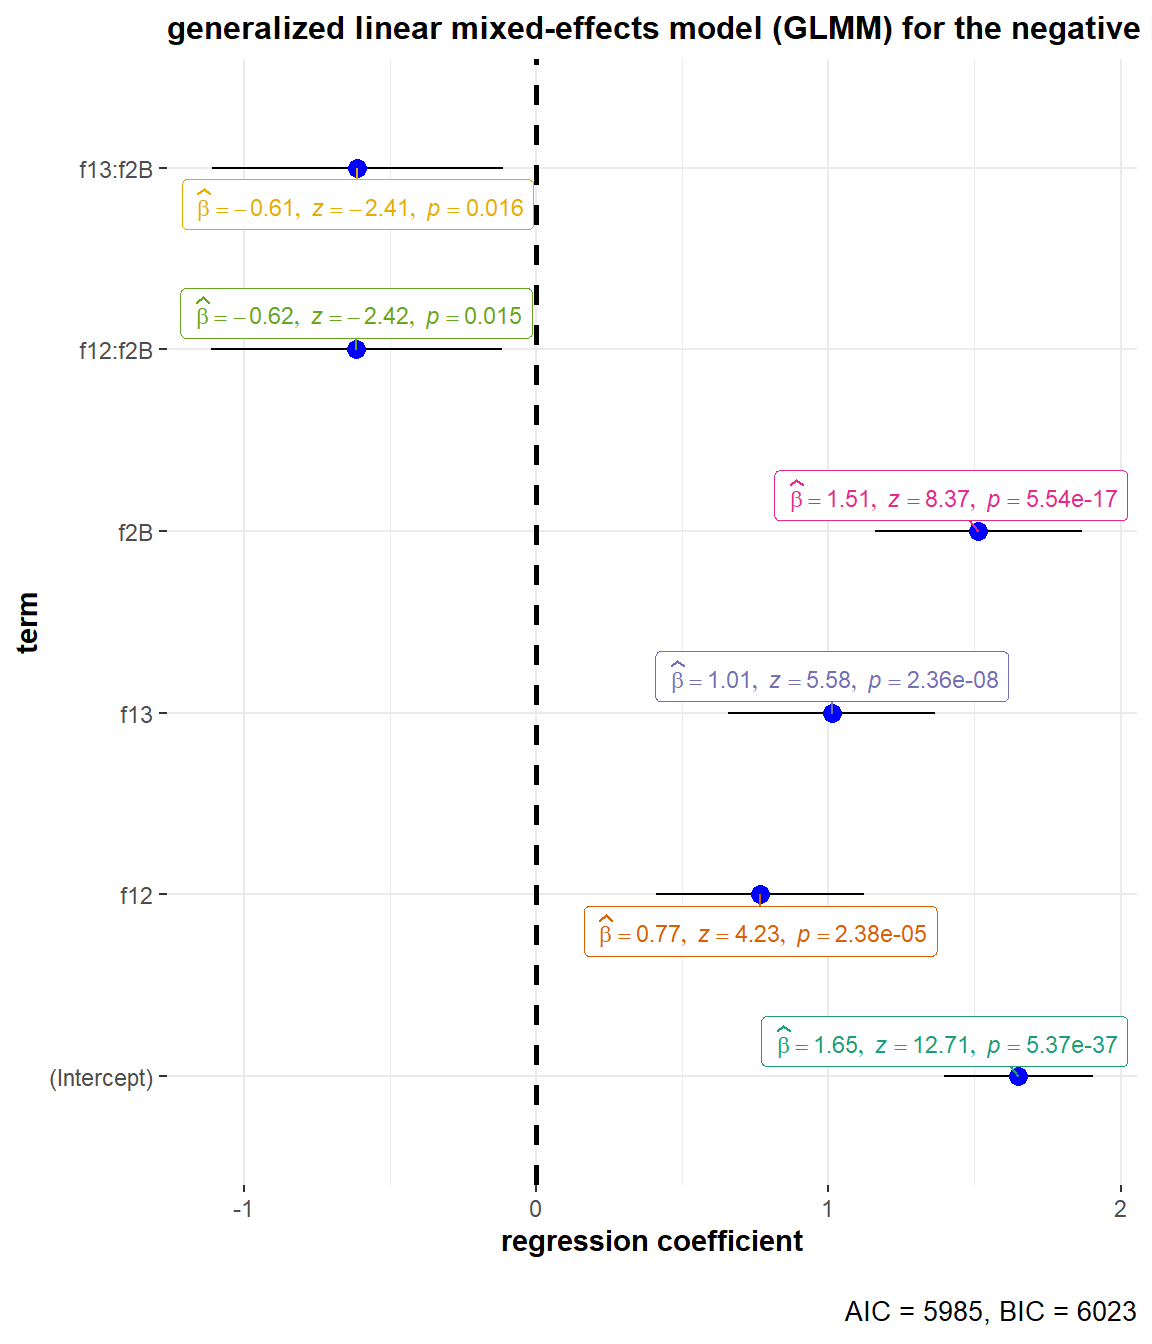 generalized linear mixed-effects model (GLMM) for the negative
f13:f2B
β̂ = −0.61, z = −2.41, p = 0.016
β̂ = −0.62, z = −2.42, p = 0.015
f12:f2B
β̂ = 1.51, z = 8.37, p = 5.54e-17
f2B
term
β̂ = 1.01, z = 5.58, p = 2.36e-08
f13
f12
β̂ = 0.77, z = 4.23, p = 2.38e-05
β̂ = 1.65, z = 12.71, p = 5.37e-37
(Intercept)
-1 0 1 2
regression coefficient
AIC = 5985, BIC = 6023